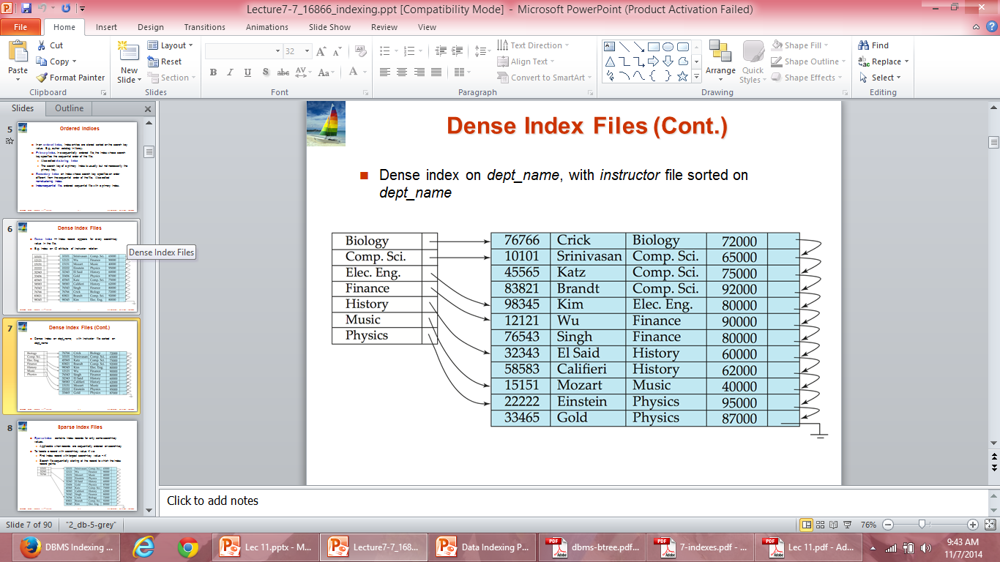 Lecture7-7_16866_indexing.ppt [Compatibility Mode] - Microsoft PowerPoint (Product Activation Failed)
File Home Insert Design Transitions Animations Slide Show Review View
Paste
Cut
Copy
Format Painter
Clipboard
New Slide
Layout
Reset
Section
Slides
32
B I U S abc AV Aa A
Font
Text Direction
Align Text
Convert to SmartArt
Paragraph
Arrange
Quick Styles
Shape Fill
Shape Outline
Shape Effects
Drawing
Find
Replace
Select
Editing
Slides Outline
5
Ordered Indices
6
Dense Index Files
Dense Index Files
7
Dense Index Files (Cont.)
8
Sparse Index Files
Dense Index Files (Cont.)
Dense index on dept_name, with instructor file sorted on
dept_name
Biology
Comp. Sci.
Elec. Eng.
Finance
History
Music
Physics
76766 Crick Biology 72000
10101 Srinivasan Comp. Sci. 65000
45565 Katz Comp. Sci. 75000
83821 Brandt Comp. Sci. 92000
98345 Kim Elec. Eng. 80000
12121 Wu Finance 90000
76543 Singh Finance 80000
32343 El Said History 60000
58583 Califieri History 62000
15151 Mozart Music 40000
22222 Einstein Physics 95000
33465 Gold Physics 87000
Click to add notes
Slide 7 of 90 "2_db-5-grey" 76%
DBMS Indexing ... Lec 11.pptx - M... Lecture7-7_168... Data Indexing P... dbms-btree.pdf... 7-indexes.pdf - ... Lec 11.pdf - Ad... 9:43 AM
11/7/2014